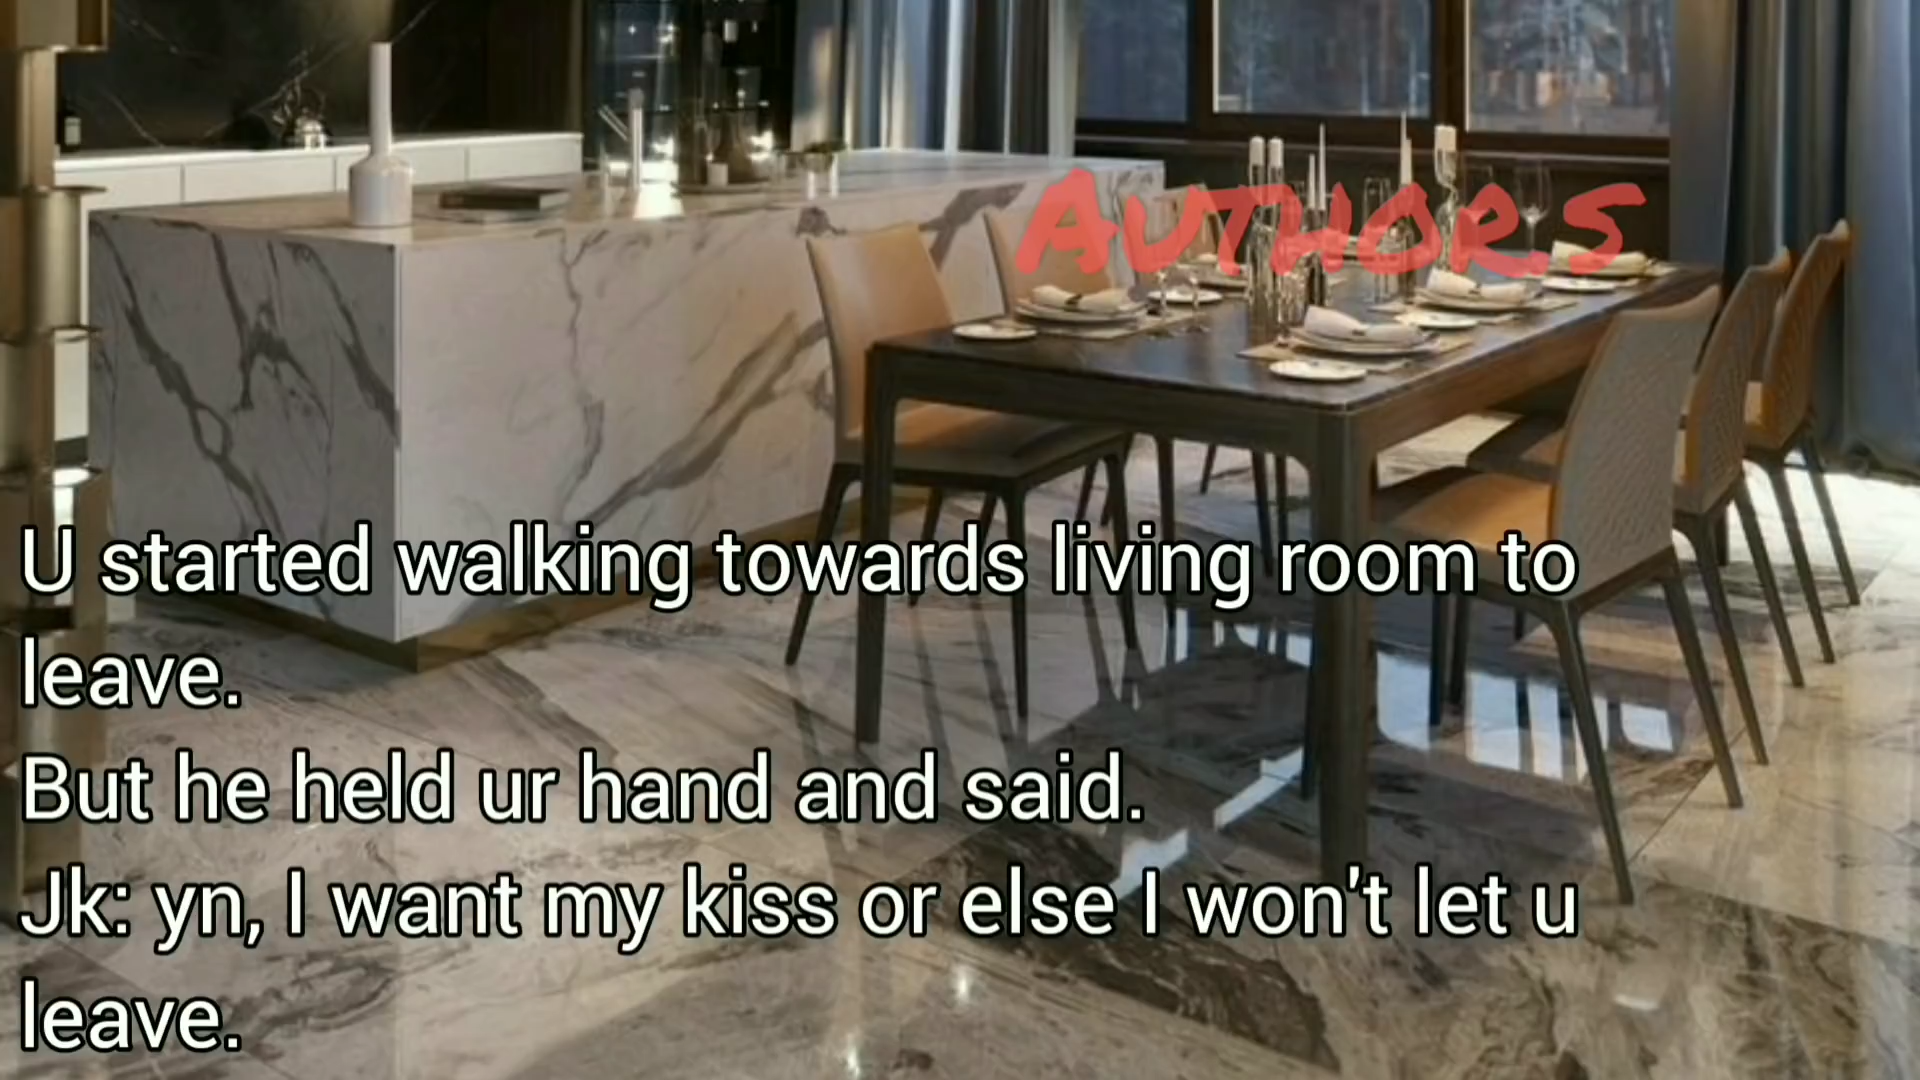 AUTHOR.S
U started walking towards living room to
leave.
But he held ur hand and said.
Jk: yn, I want my kiss or else I won't let u
leave.